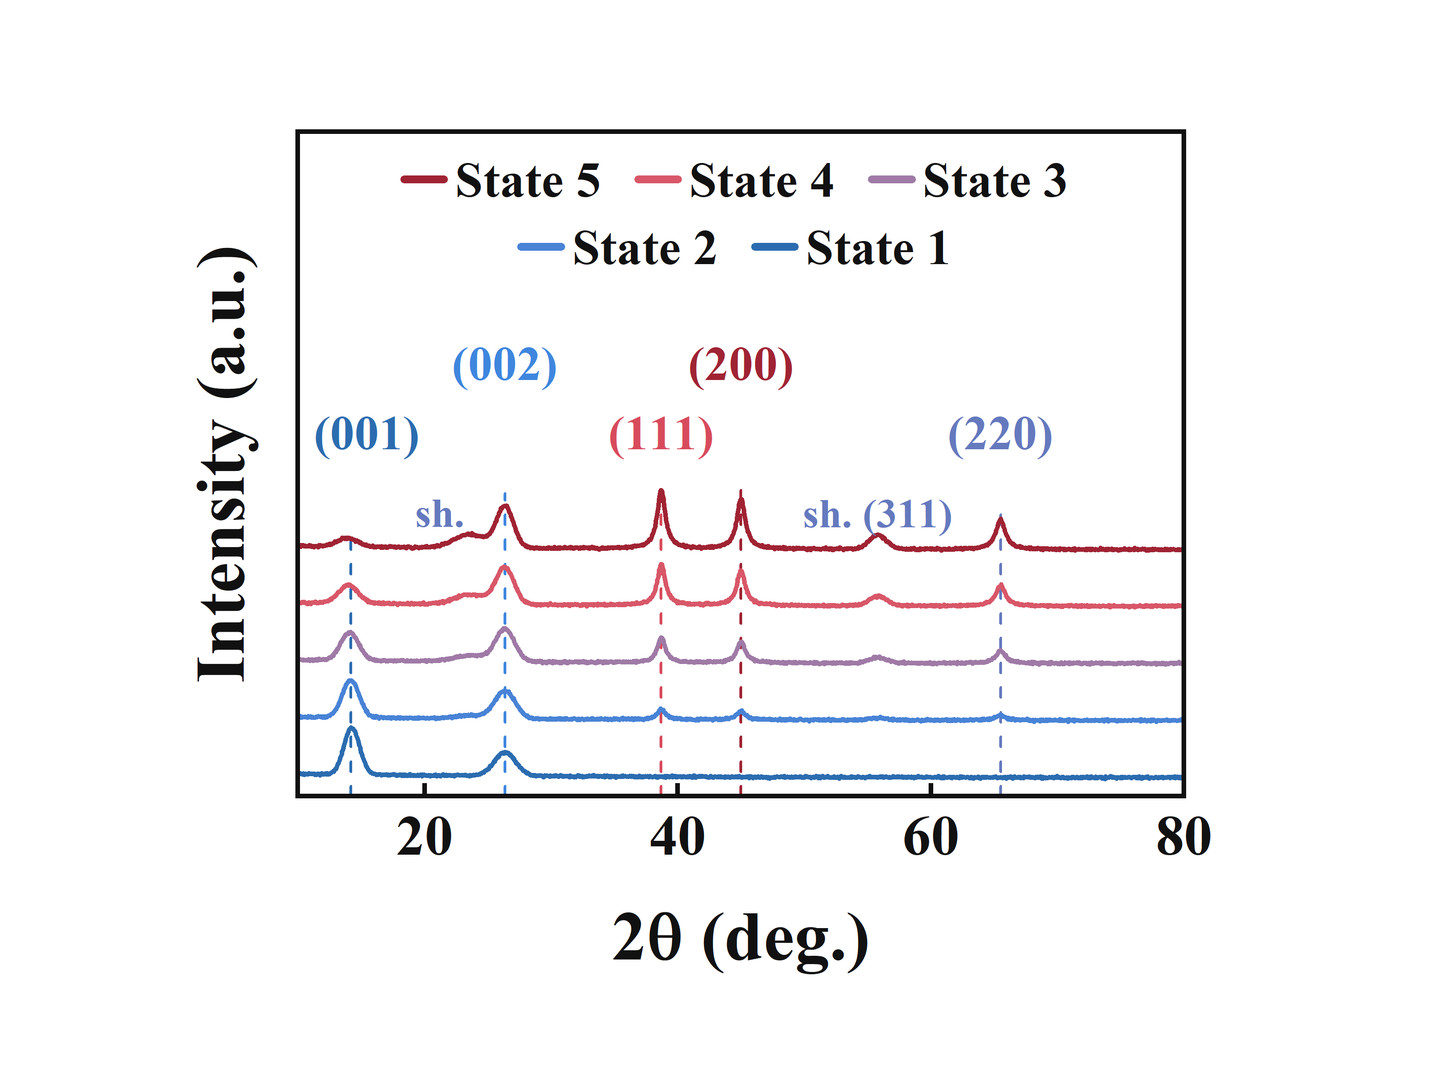 State 5 State 4 State 3
State 2 State 1
(002) (200)
(001) (111) (220)
sh. sh. (311)
Intensity (a.u.)
20 40 60 80
2θ (deg.)